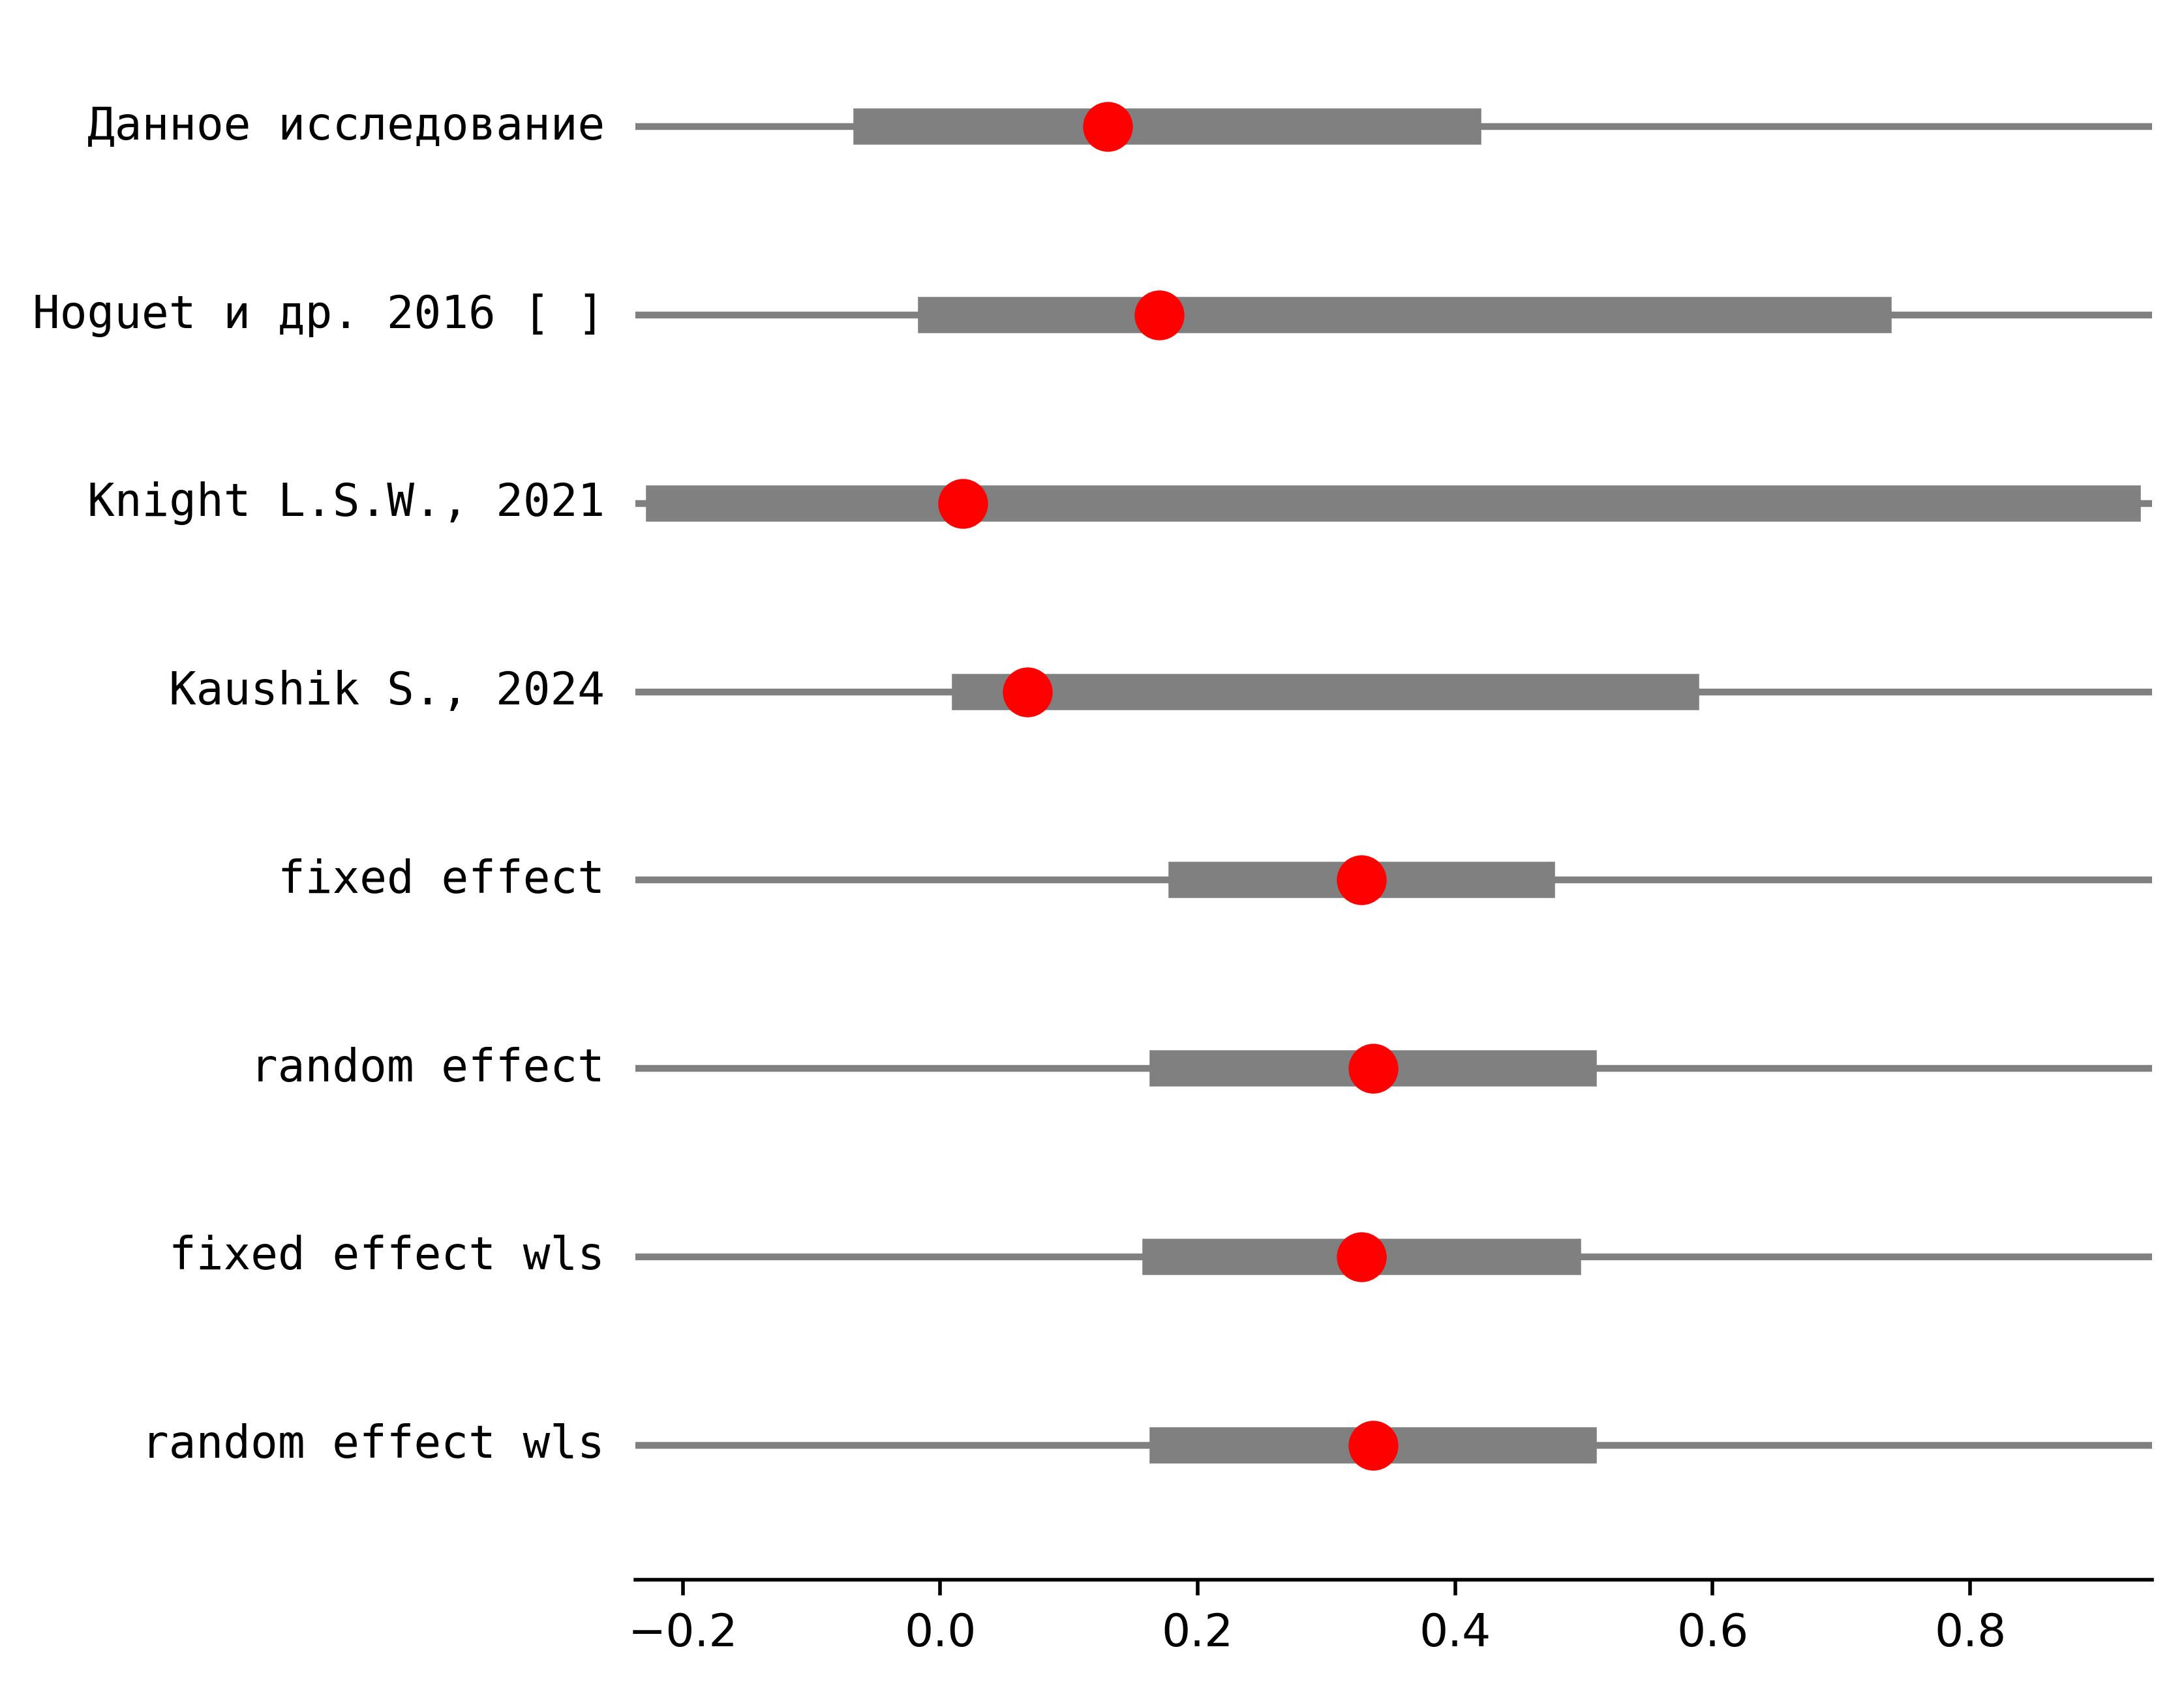 Данное исследование
Hoguet и др. 2016 [ ]
Knight L.S.W., 2021
Kaushik S., 2024
fixed effect
random effect
fixed effect wls
random effect wls
−0.2 0.0 0.2 0.4 0.6 0.8